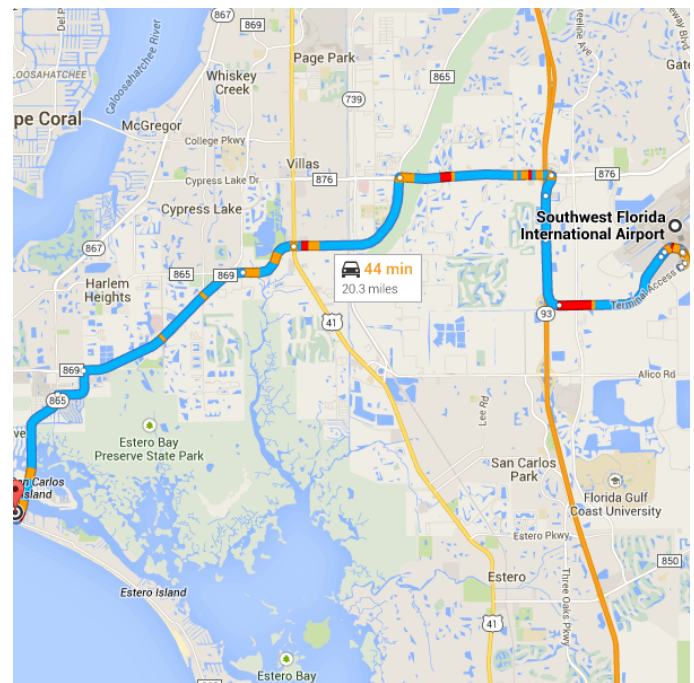 867
869
865
Page Park
Whiskey
Creek
739
pe Coral
Caloosahatchee River
McGregor
College Pkwy
Villas
Cypress Lake Dr
876
876
Cypress Lake
Southwest Florida
International Airport
867
865
869
44 min
20.3 miles
Harlem
Heights
Terminal Access
93
41
869
865
Alico Rd
Lee Rd
Estero Bay
Preserve State Park
San Carlos
Park
Florida Gulf
Coast University
n Carlos
Island
Estero Pkwy
850
Estero
Three Oaks Pkwy
Estero Island
41
Estero Bay